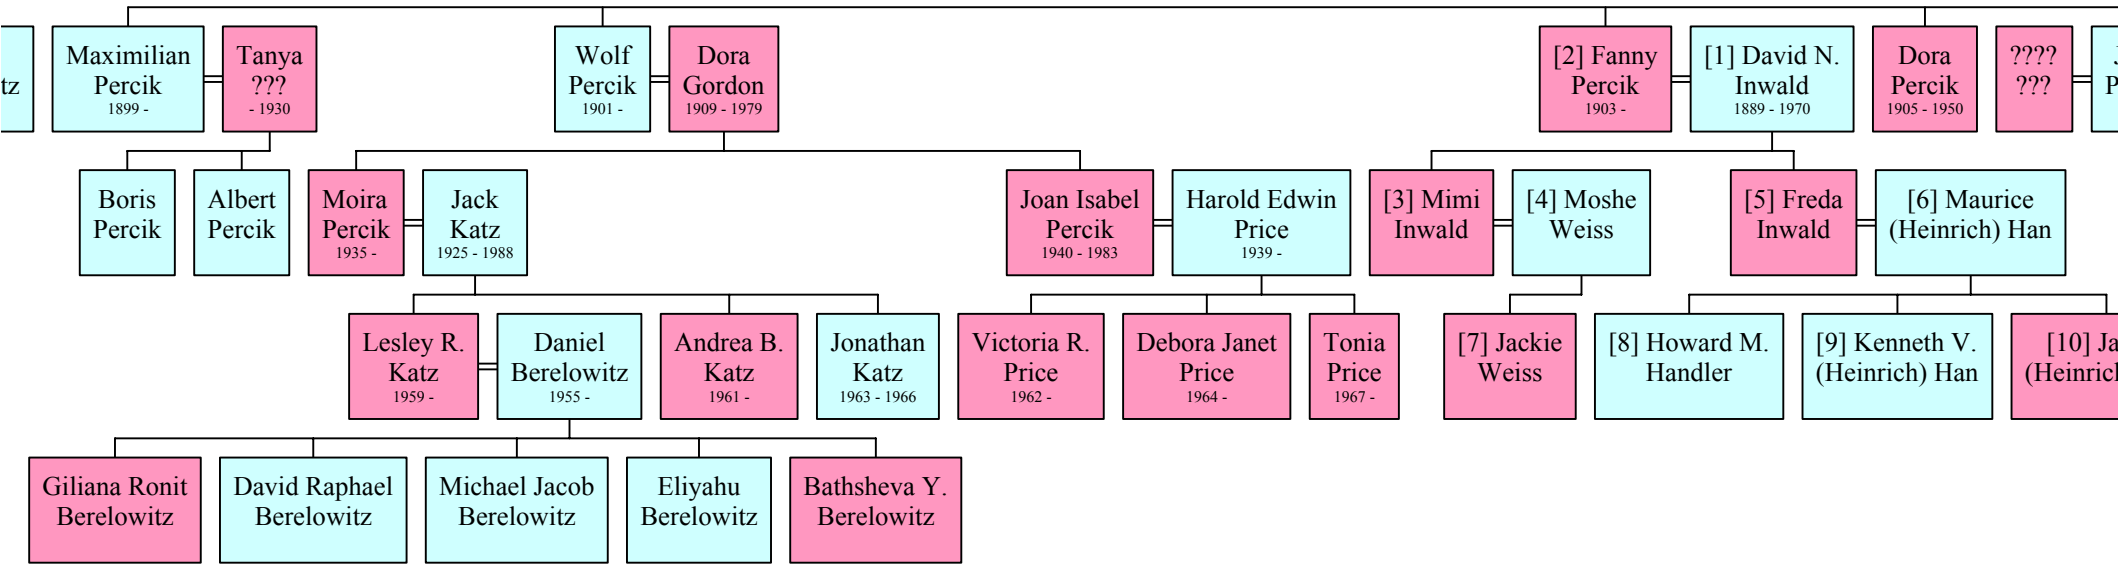 tz
Maximilian
Percik
1899 -
Tanya
???
- 1930
Wolf
Percik
1901 -
Dora
Gordon
1909 - 1979
[2] Fanny
Percik
1903 -
[1] David N.
Inwald
1889 - 1970
Dora
Percik
1905 - 1950
????
???
P
Boris
Percik
Albert
Percik
Moira
Percik
1935 -
Jack
Katz
1925 - 1988
Joan Isabel
Percik
1940 - 1983
Harold Edwin
Price
1939 -
[3] Mimi
Inwald
[4] Moshe
Weiss
[5] Freda
Inwald
[6] Maurice
(Heinrich) Han
Lesley R.
Katz
1959 -
Daniel
Berelowitz
1955 -
Andrea B.
Katz
1961 -
Jonathan
Katz
1963 - 1966
Victoria R.
Price
1962 -
Debora Janet
Price
1964 -
Tonia
Price
1967 -
[7] Jackie
Weiss
[8] Howard M.
Handler
[9] Kenneth V.
(Heinrich) Han
[10] Ja
(Heinricl
Giliana Ronit
Berelowitz
David Raphael
Berelowitz
Michael Jacob
Berelowitz
Eliyahu
Berelowitz
Bathsheva Y.
Berelowitz